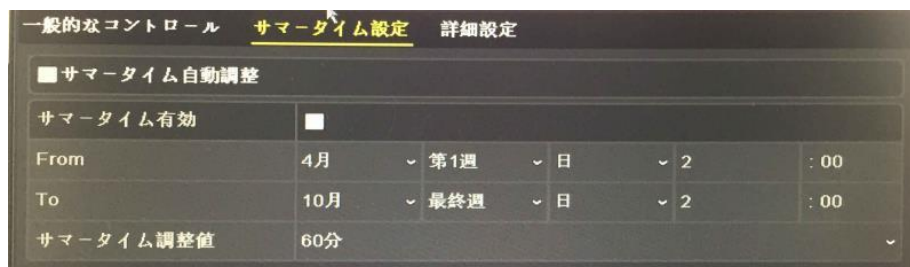 一般的なコントロール サマータイム設定 詳細設定
サマータイム自動調整
サマータイム有効
From 4月 第1週 日 2 : 00
To 10月 最終週 日 2 : 00
サマータイム調整値 60分